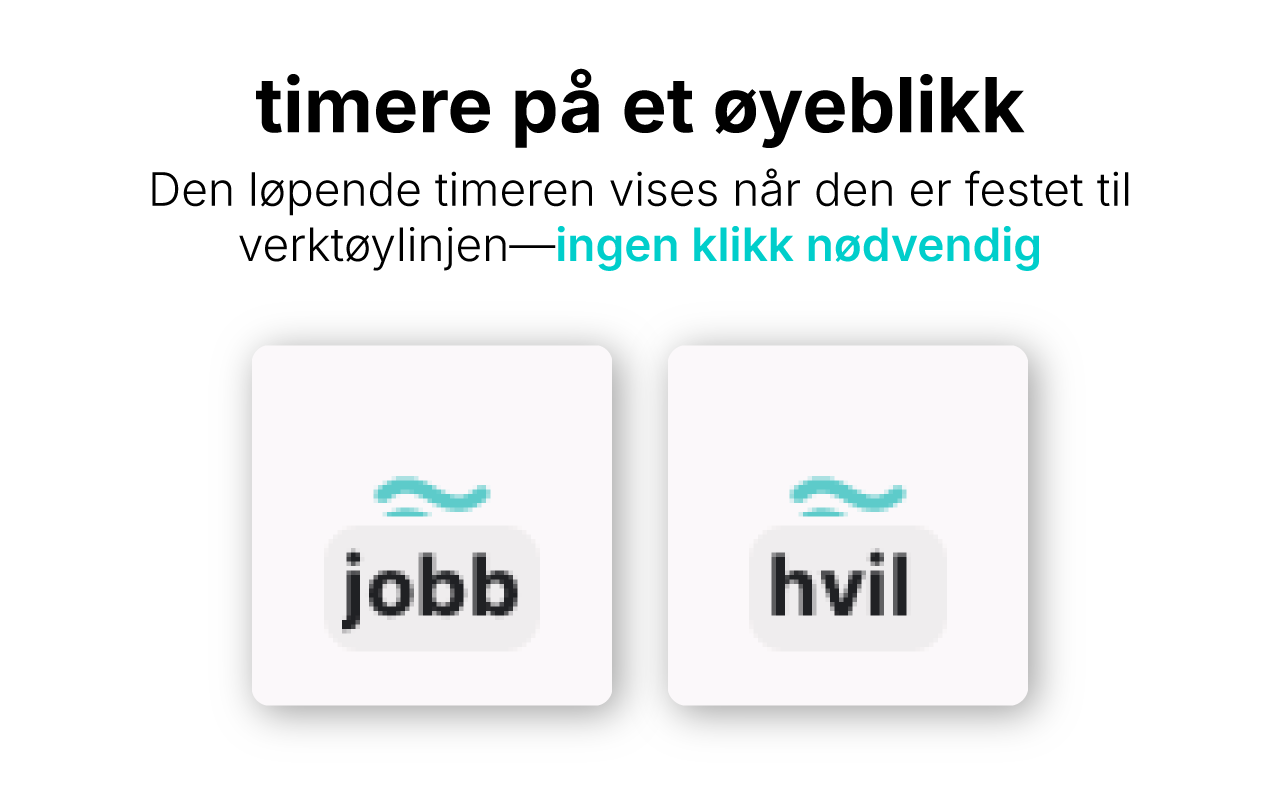 timere på et øyeblikk
Den løpende timeren vises når den er festet til
verktøylinjen—ingen klikk nødvendig
jobb
hvil